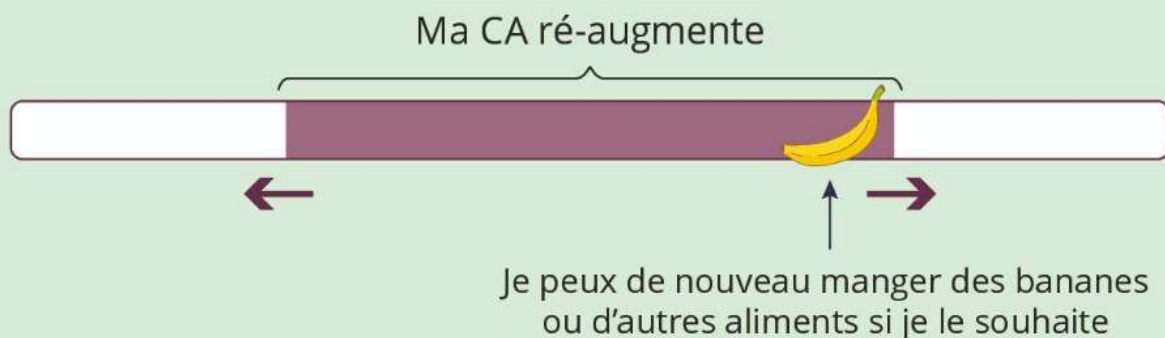 Ma CA ré-augmente
Je peux de nouveau manger des bananes
ou d'autres aliments si je le souhaite